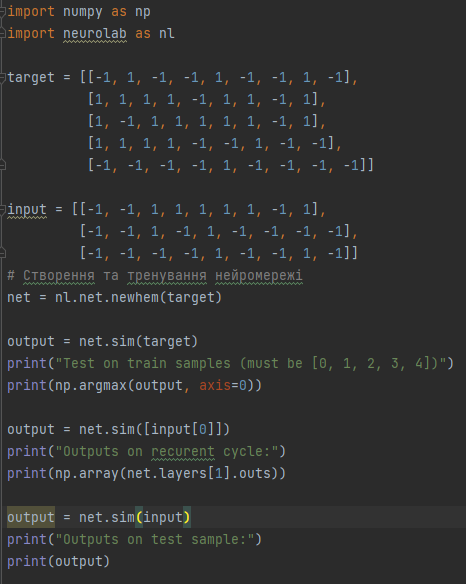 import numpy as np
import neurolab as nl

target = [[-1, 1, -1, -1, 1, -1, -1, 1, -1],
          [1, 1, 1, 1, -1, 1, 1, -1, 1],
          [1, -1, 1, 1, 1, 1, 1, -1, 1],
          [1, 1, 1, 1, -1, -1, 1, -1, -1],
          [-1, -1, -1, -1, 1, -1, -1, -1, -1]]

input = [[-1, -1, 1, 1, 1, 1, 1, -1, 1],
         [-1, -1, 1, -1, 1, -1, -1, -1, -1],
         [-1, -1, -1, -1, 1, -1, -1, 1, -1]]
# Створення та тренування нейромережі
net = nl.net.newhem(target)

output = net.sim(target)
print("Test on train samples (must be [0, 1, 2, 3, 4])")
print(np.argmax(output, axis=0))

output = net.sim([input[0]])
print("Outputs on recurent cycle:")
print(np.array(net.layers[1].outs))

output = net.sim(input)
print("Outputs on test sample:")
print(output)